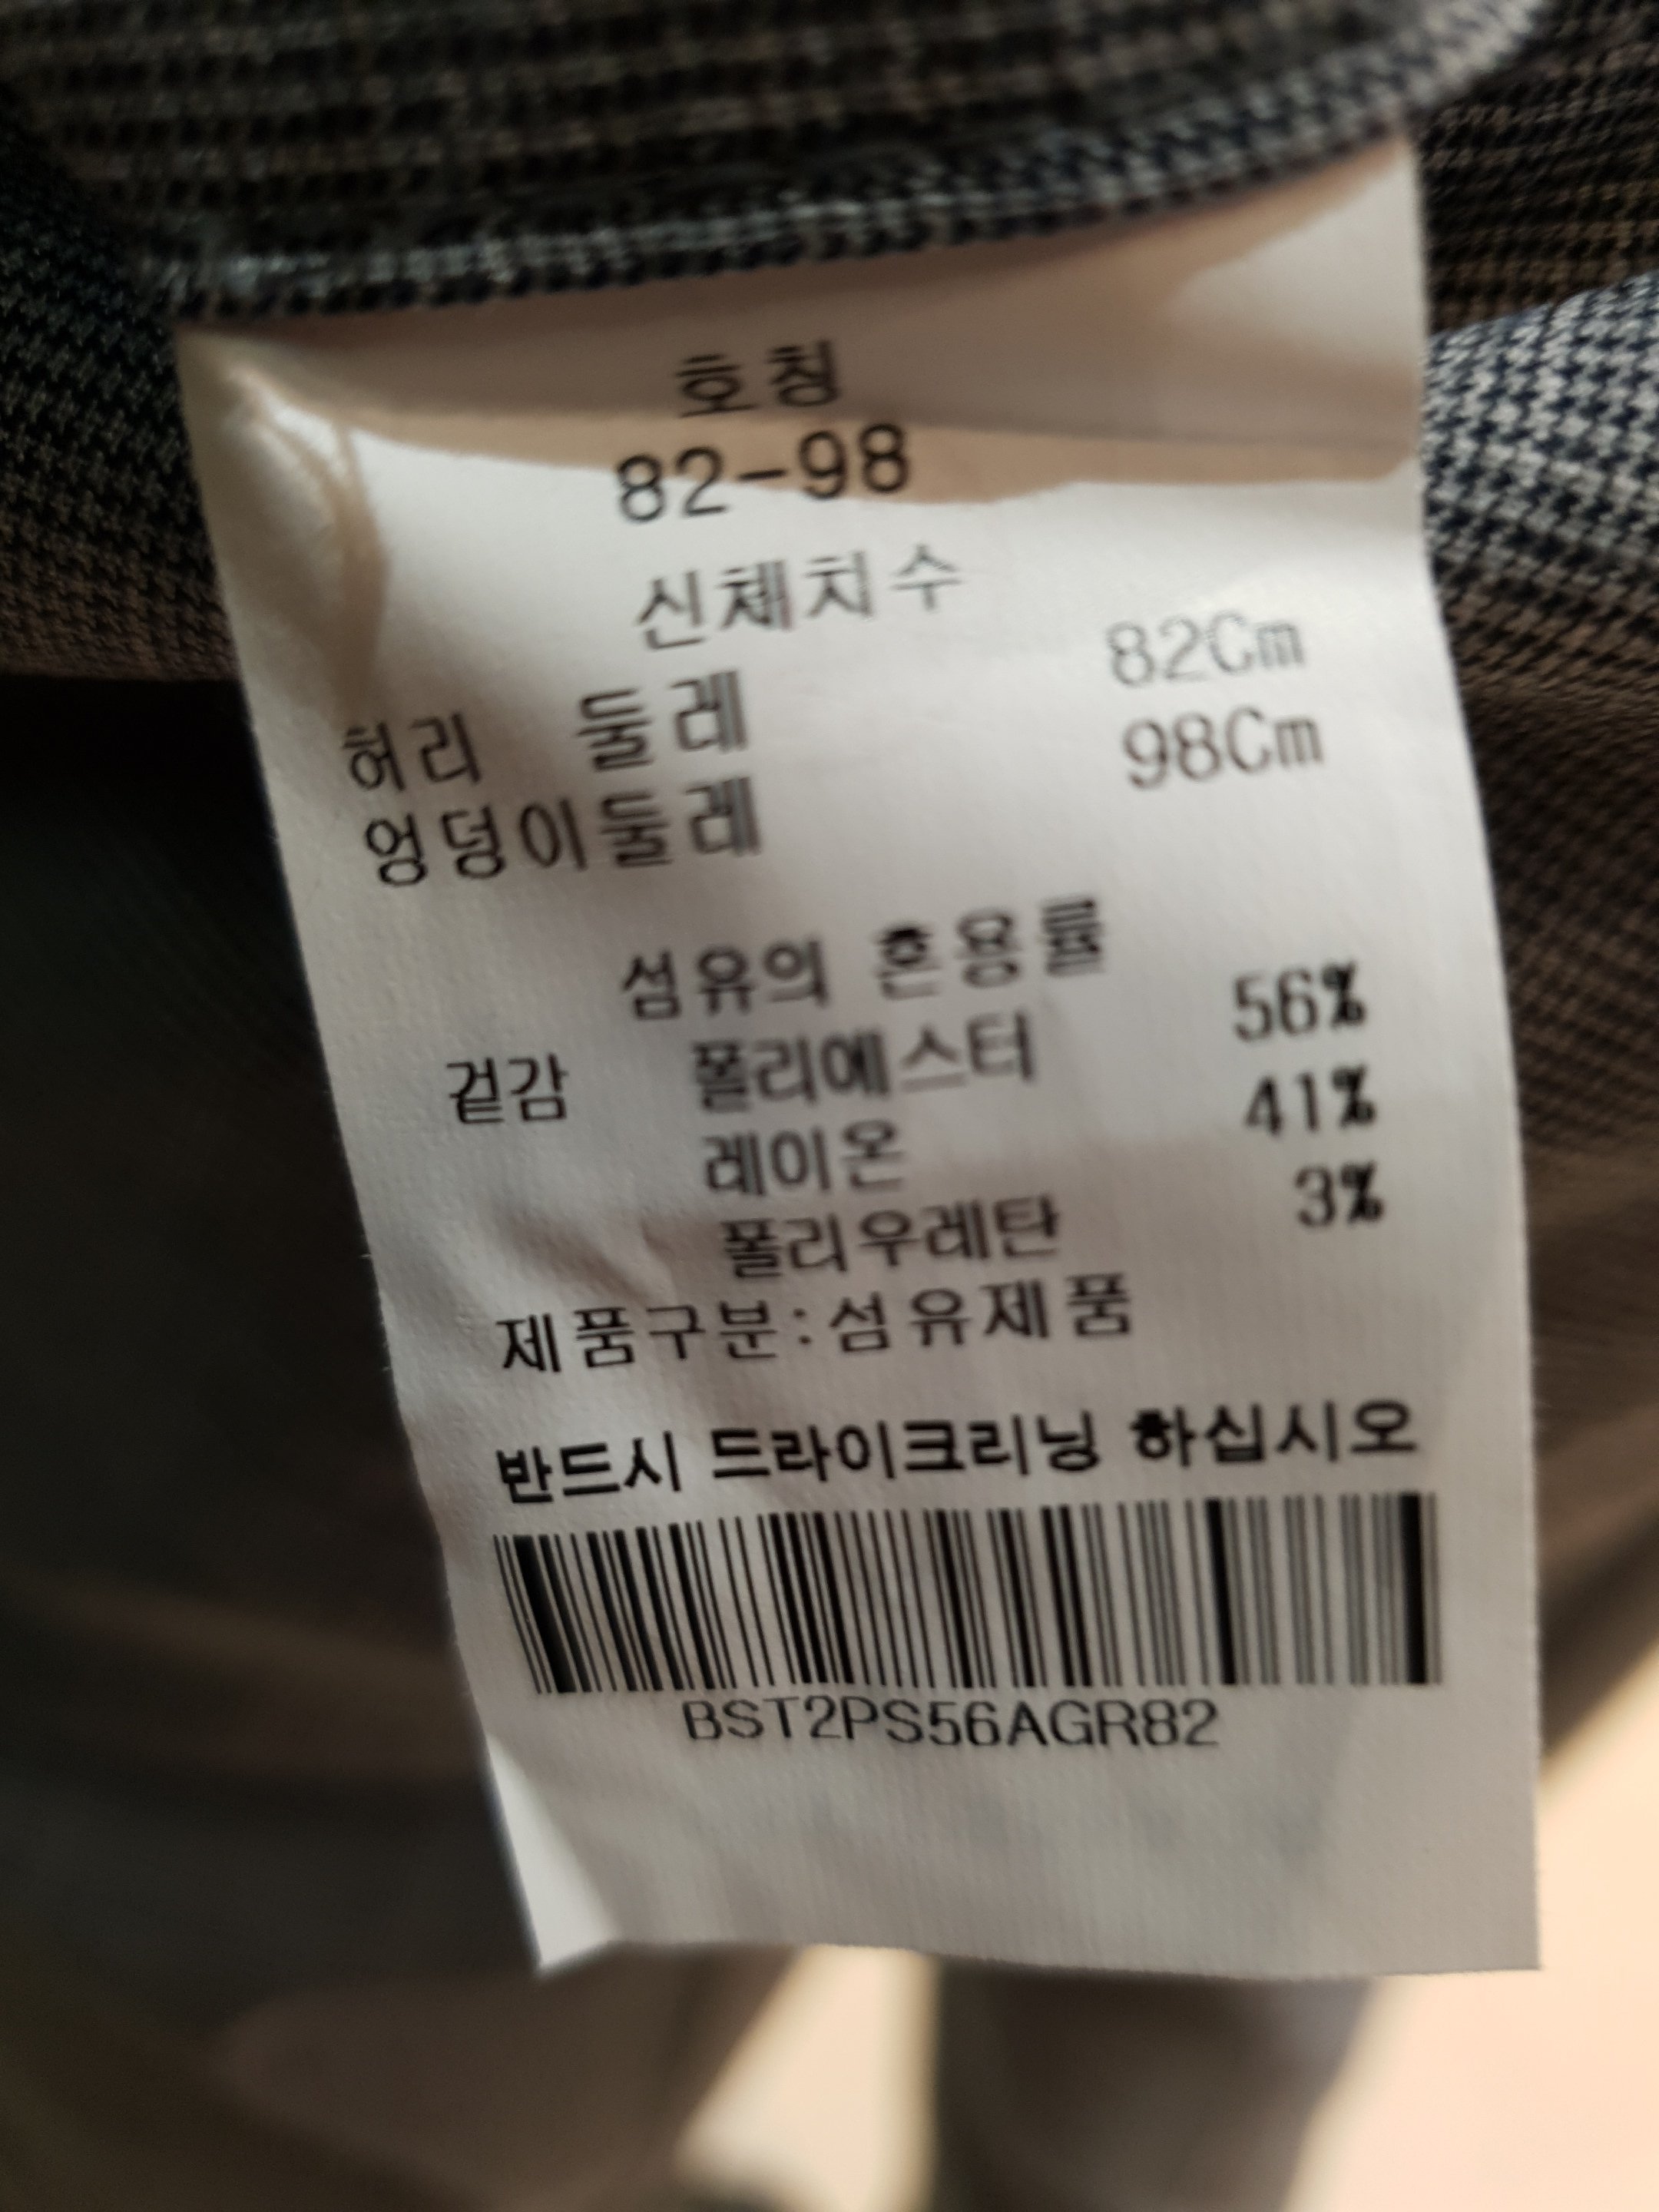 호칭
82-98
신체치수
허리 둘레 82Cm
엉덩이둘레 98Cm
섬유의 혼용률
겉감 폴리에스터 56%
레이온 41%
폴리우레탄 3%
제품구분:섬유제품
반드시 드라이크리닝 하십시오
BST2PS56AGR82